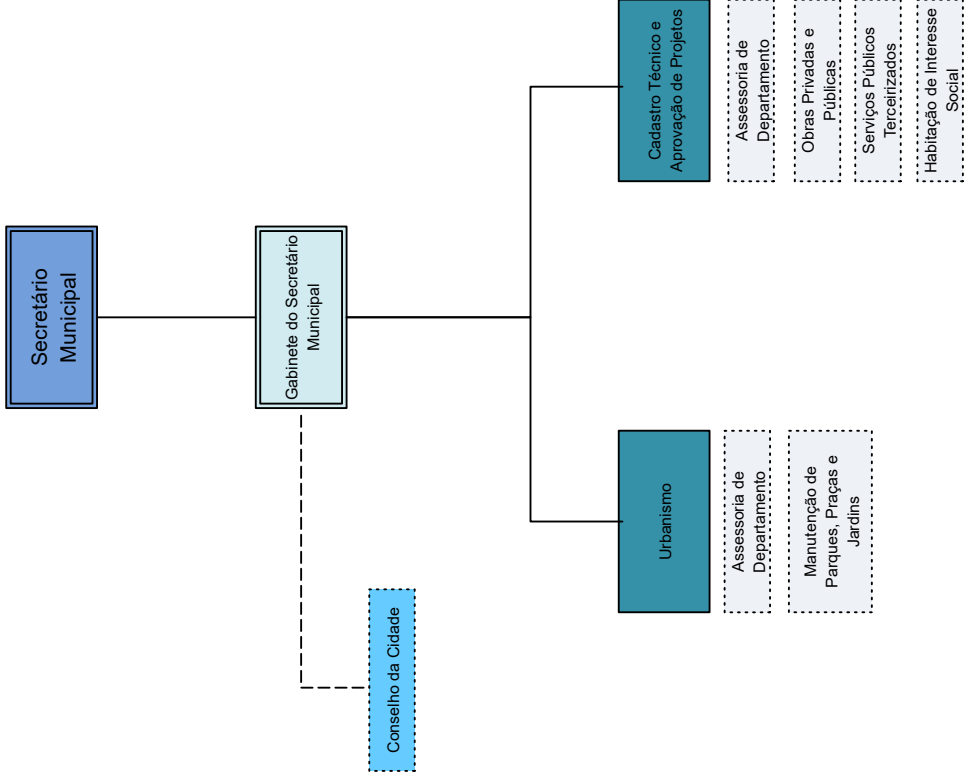 Secretário
Municipal
Gabinete do Secretário
Municipal
Conselho da Cidade
Urbanismo
Assessoria de
Departamento
Manutenção de
Parques, Praças e
Jardins
Cadastro Técnico e
Aprovação de Projetos
Assessoria de
Departamento
Obras Privadas e
Públicas
Serviços Públicos
Terceirizados
Habitação de Interesse
Social